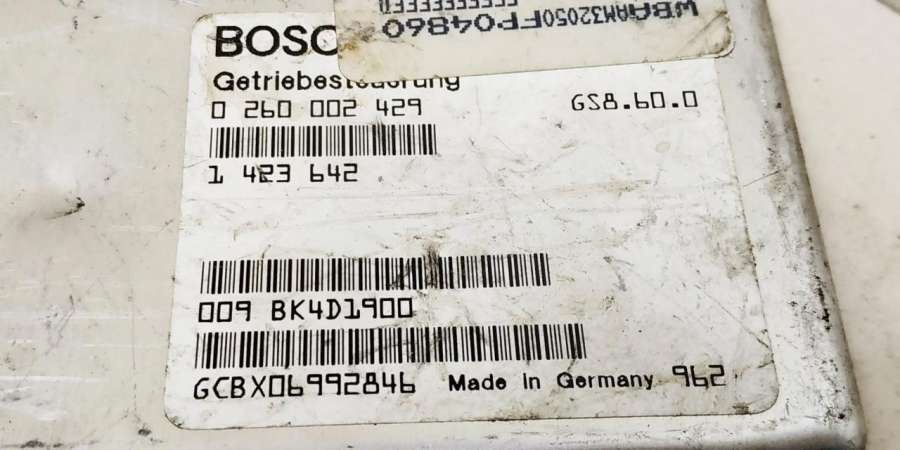 WBAAM32050FP04860
BOSC
Getriebesteuerung
0 260 002 429
GS8.60.0
1 423 642
009 BK4D1900
GCBX06992846 Made in Germany 962